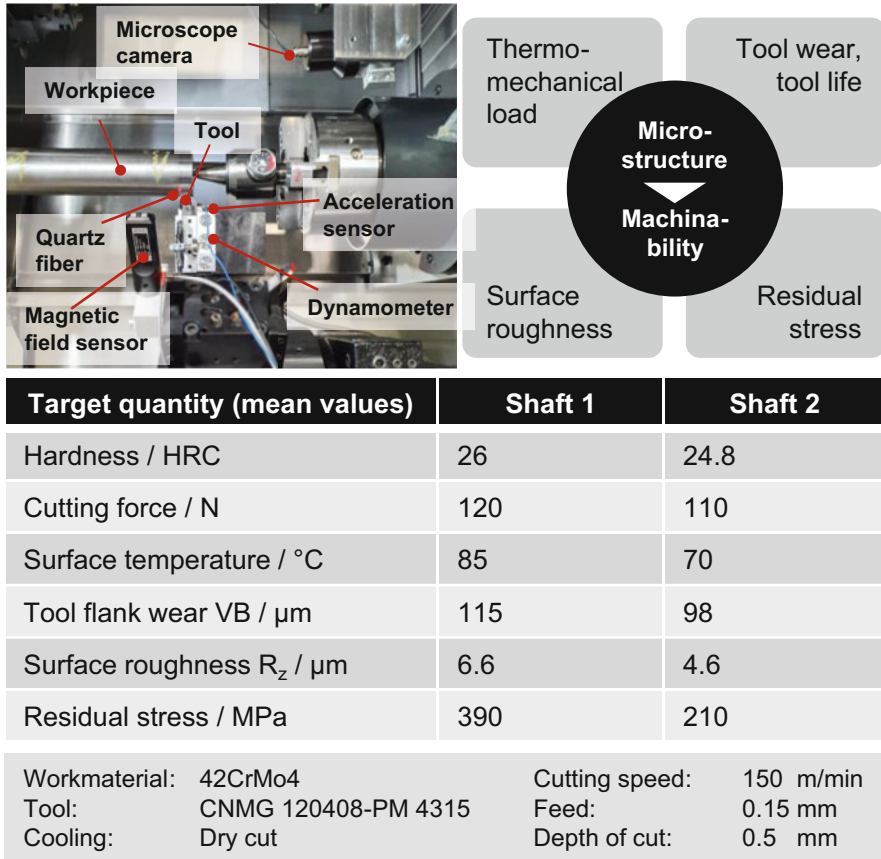 Microscope
camera
Workpiece
Tool
Acceleration
sensor
Quartz
fiber
Dynamometer
Magnetic
field sensor
Thermo-
mechanical
load
Tool wear,
tool life
Micro-
structure
Machina-
bility
Surface
roughness
Residual
stress
Target quantity (mean values) Shaft 1 Shaft 2
Hardness / HRC 26 24.8
Cutting force / N 120 110
Surface temperature / °C 85 70
Tool flank wear VB / µm 115 98
Surface roughness Rz / µm 6.6 4.6
Residual stress / MPa 390 210
Workmaterial: 42CrMo4 Cutting speed: 150 m/min
Tool: CNMG 120408-PM 4315 Feed: 0.15 mm
Cooling: Dry cut Depth of cut: 0.5 mm